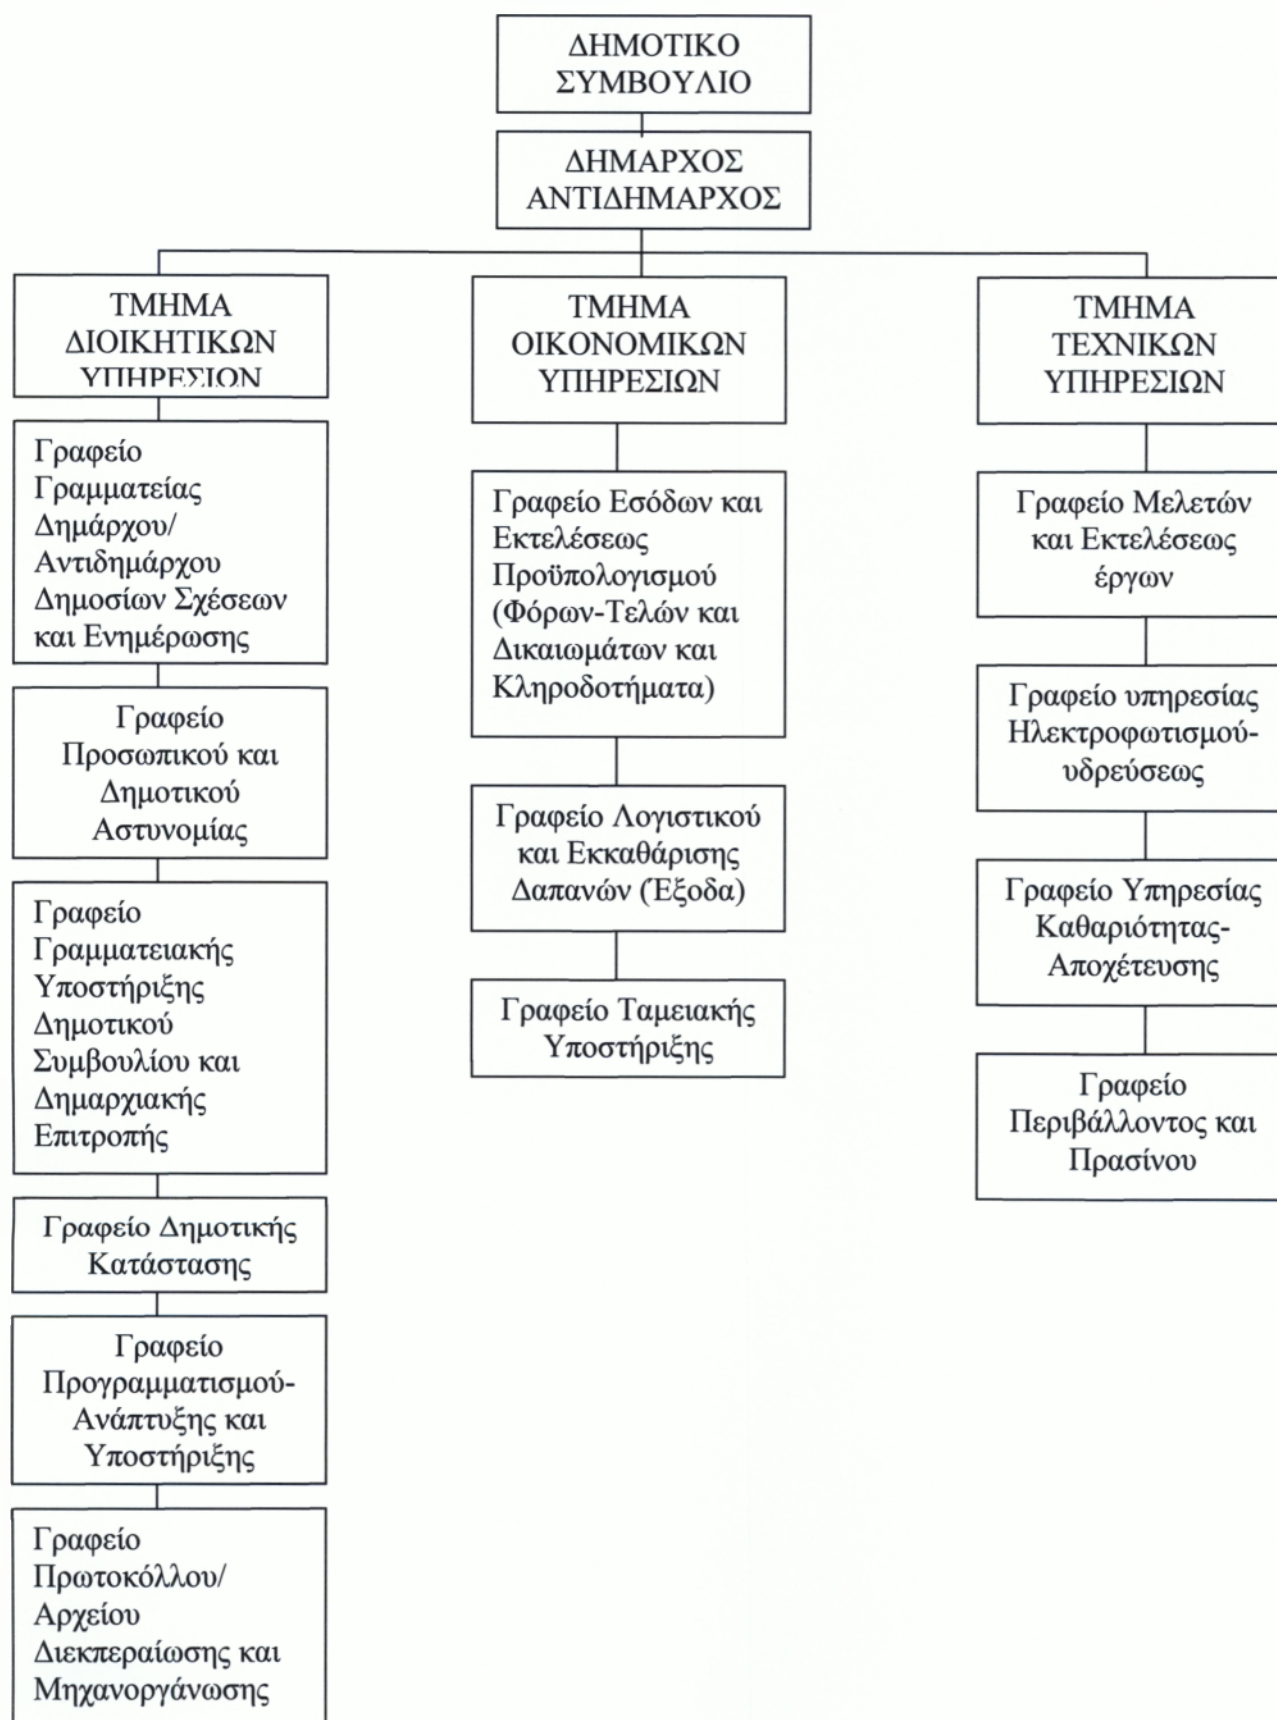 ΔΗΜΟΤΙΚΟ
ΣΥΜΒΟΥΛΙΟ
ΔΗΜΑΡΧΟΣ
ΑΝΤΙΔΗΜΑΡΧΟΣ
ΤΜΗΜΑ
ΔΙΟΙΚΗΤΙΚΩΝ
ΥΠΗΡΕΣΙΩΝ
Γραφείο
Γραμματείας
Δημάρχου/
Αντιδημάρχου
Δημοσίων Σχέσεων
και Ενημέρωσης
Γραφείο
Προσωπικού και
Δημοτικού
Αστυνομίας
Γραφείο
Γραμματειακής
Υποστήριξης
Δημοτικού
Συμβουλίου και
Δημαρχιακής
Επιτροπής
Γραφείο Δημοτικής
Κατάστασης
Γραφείο
Προγραμματισμού-
Ανάπτυξης και
Υποστήριξης
Γραφείο
Πρωτοκόλλου/
Αρχείου
Διεκπεραίωσης και
Μηχανοργάνωσης
ΤΜΗΜΑ
ΟΙΚΟΝΟΜΙΚΩΝ
ΥΠΗΡΕΣΙΩΝ
Γραφείο Εσόδων και
Εκτελέσεως
Προϋπολογισμού
(Φόρων-Τελών και
Δικαιωμάτων και
Κληροδοτήματα)
Γραφείο Λογιστικού
και Εκκαθάρισης
Δαπανών (Έξοδα)
Γραφείο Ταμειακής
Υποστήριξης
ΤΜΗΜΑ
ΤΕΧΝΙΚΩΝ
ΥΠΗΡΕΣΙΩΝ
Γραφείο Μελετών
και Εκτελέσεως
έργων
Γραφείο υπηρεσίας
Ηλεκτροφωτισμού-
υδρεύσεως
Γραφείο Υπηρεσίας
Καθαριότητας-
Αποχέτευσης
Γραφείο
Περιβάλλοντος και
Πρασίνου